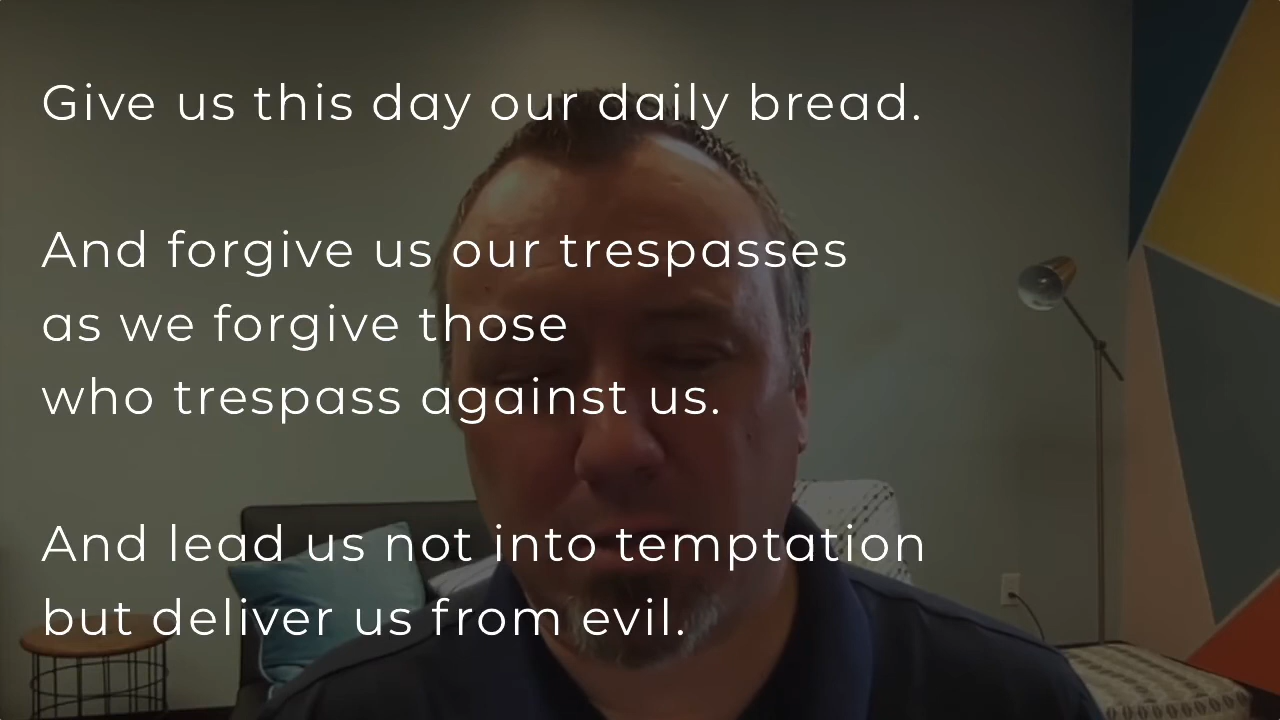 Give us this day our daily bread.
And forgive us our trespasses
as we forgive those
who trespass against us.
And lead us not into temptation
but deliver us from evil.